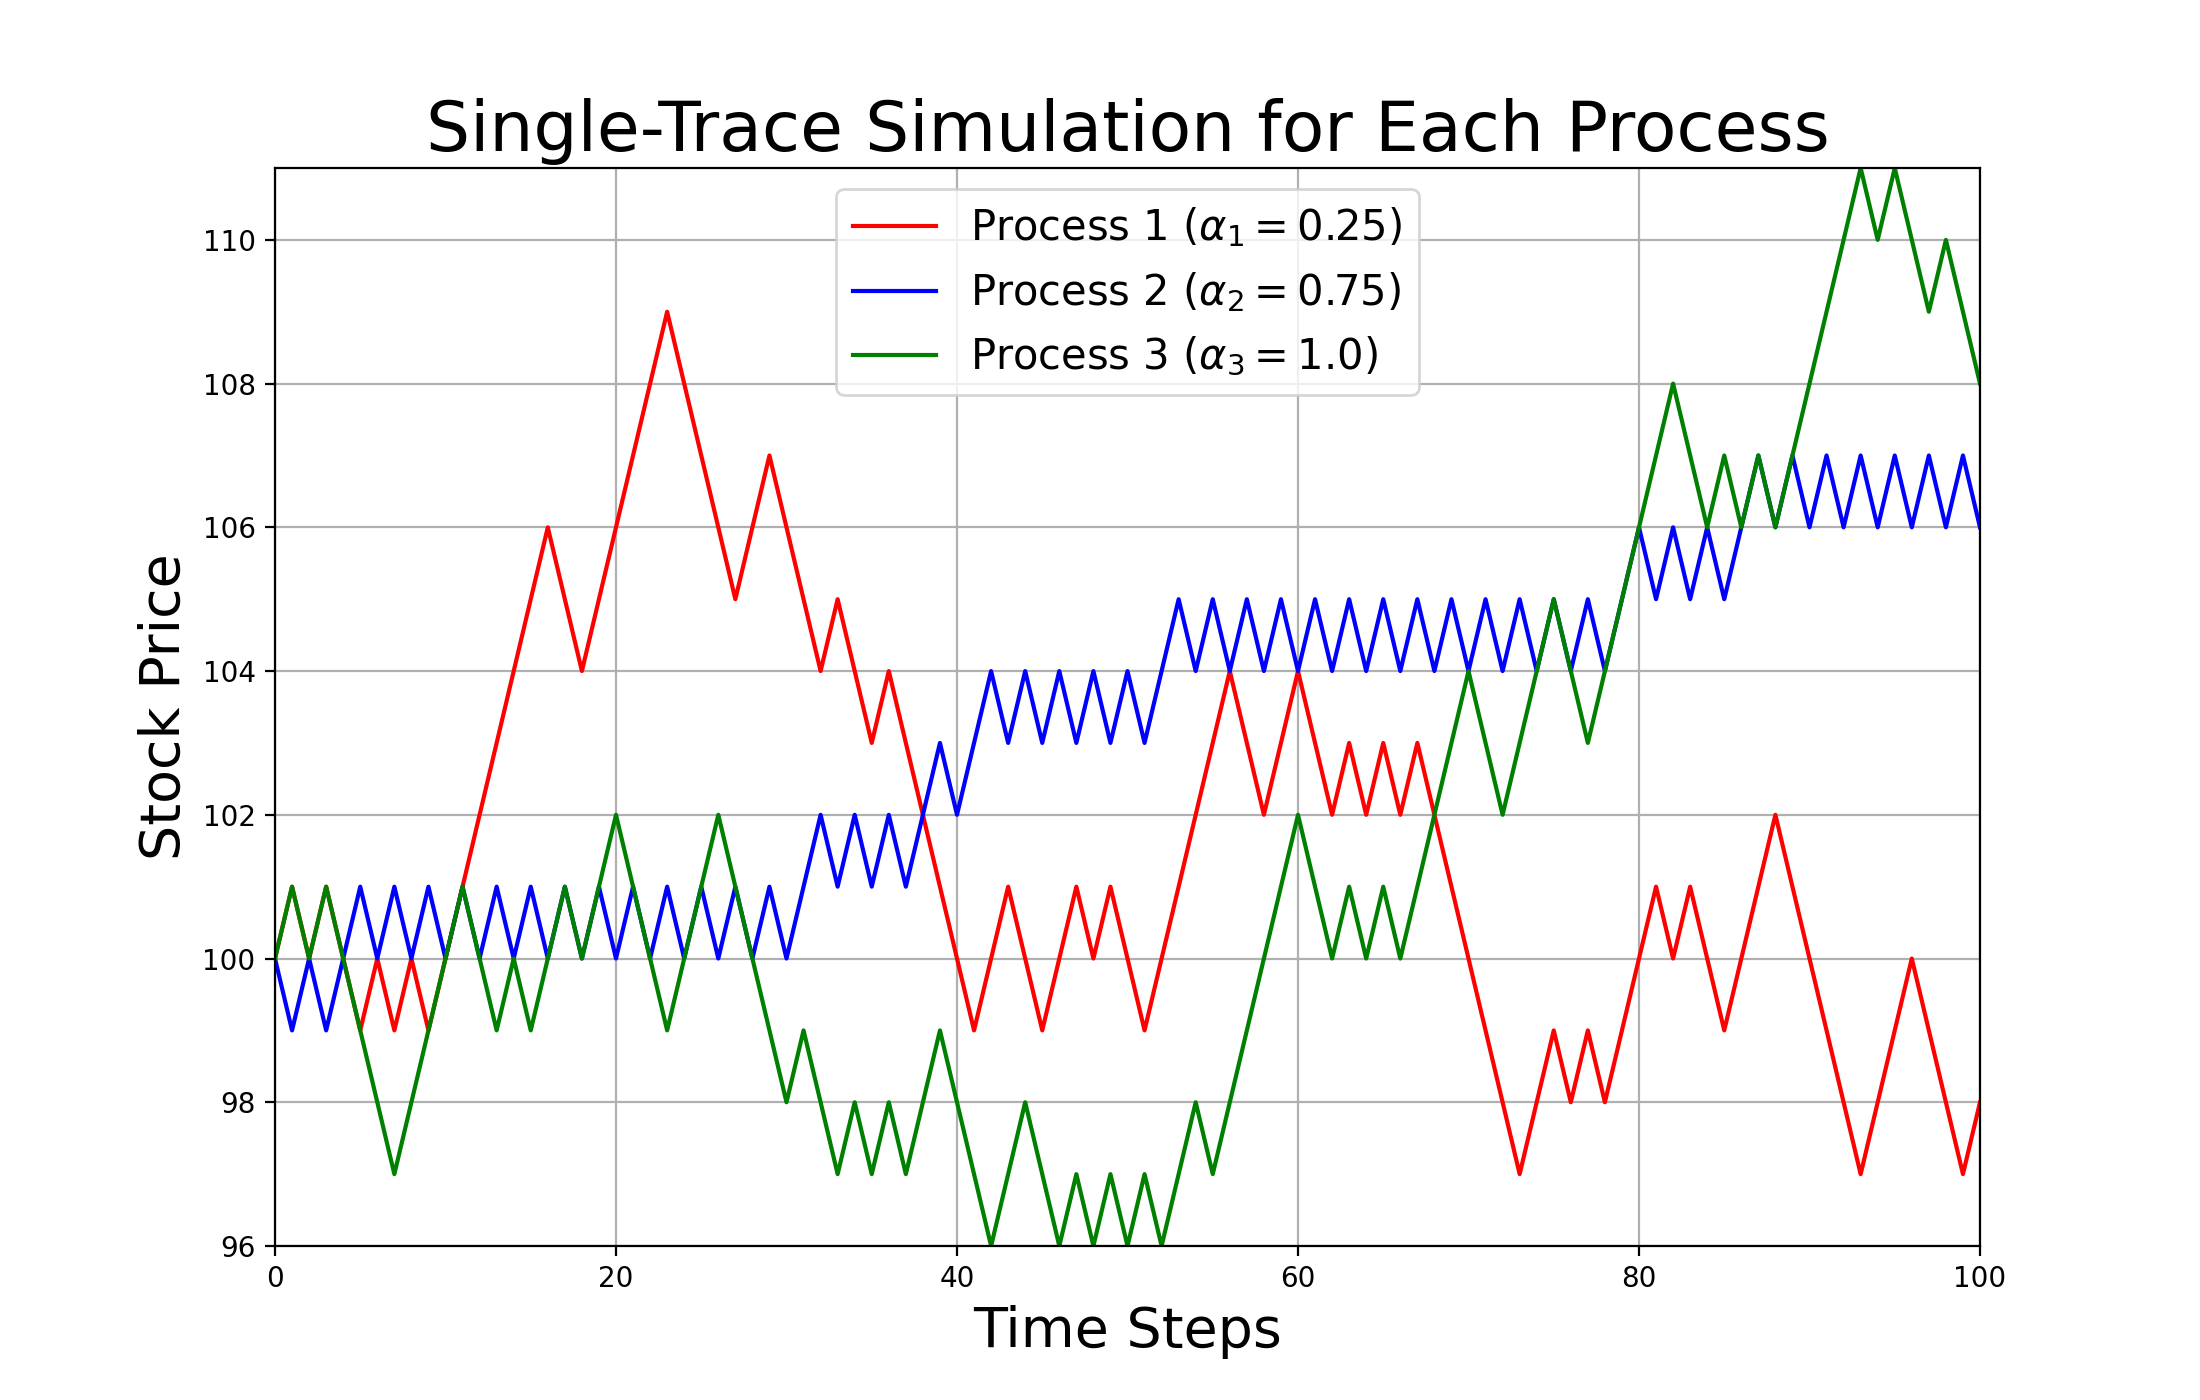 Single-Trace Simulation for Each Process
Process 1 (α₁ = 0.25)
Process 2 (α₂ = 0.75)
Process 3 (α₃ = 1.0)
Stock Price
110
108
106
104
102
100
98
96
0 20 40 60 80 100
Time Steps